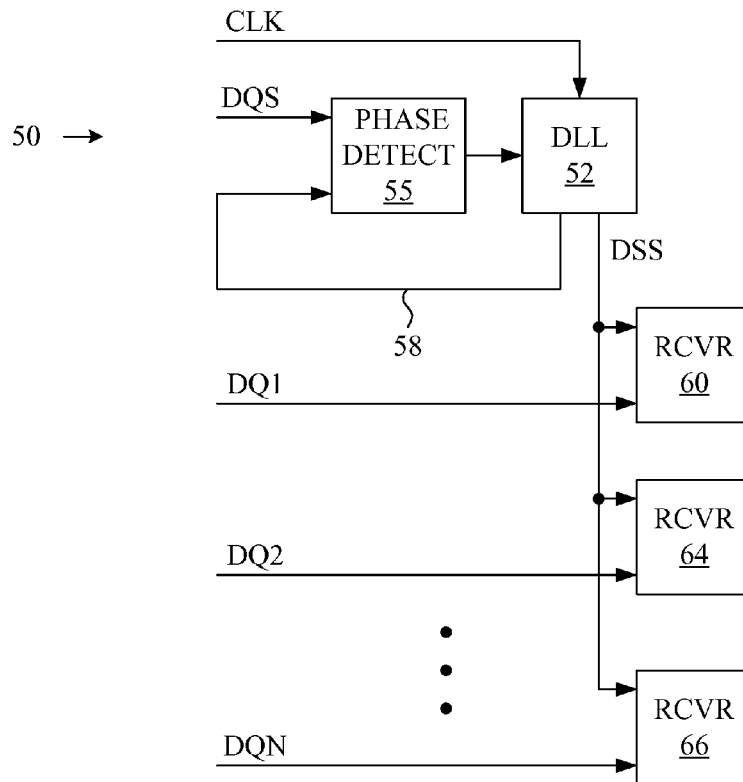 CLK
DQS
50
PHASE
DETECT
55
DLL
52
DSS
58
RCVR
60
DQ1
RCVR
64
DQ2
RCVR
66
DQN